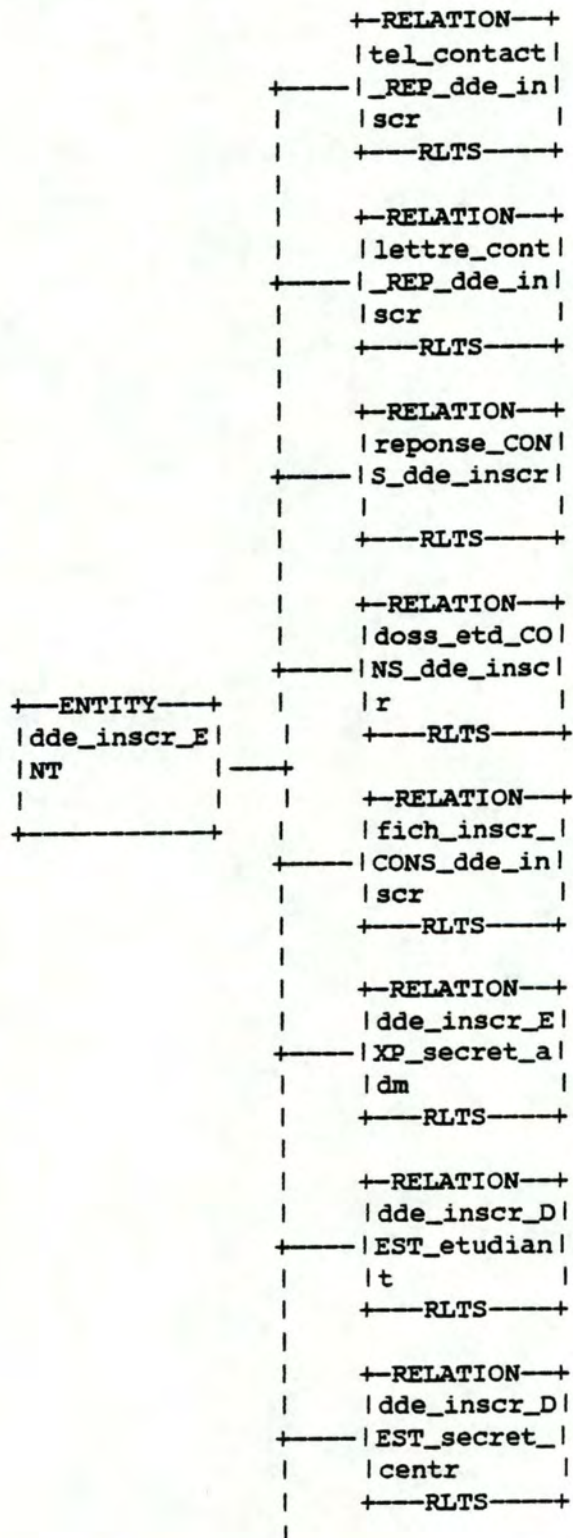 +-RELATION--+
|tel_contact|
+-----|_REP_dde_in|
| |scr |
| +---RLTS----+
|
| +-RELATION--+
| |lettre_cont|
+-----|_REP_dde_in|
| |scr |
| +---RLTS----+
|
| +-RELATION--+
| |reponse_CON|
+-----|S_dde_inscr|
| | |
| +---RLTS----+
|
| +-RELATION--+
| |doss_etd_CO|
+-----|NS_dde_insc|
+--ENTITY---+ | |r |
|dde_inscr_E| | +---RLTS----+
|NT |---+
| | | +-RELATION--+
+-----------+ | |fich_inscr_|
+-----|CONS_dde_in|
| |scr |
| +---RLTS----+
|
| +-RELATION--+
| |dde_inscr_E|
+-----|XP_secret_a|
| |dm |
| +---RLTS----+
|
| +-RELATION--+
| |dde_inscr_D|
+-----|EST_etudian|
| |t |
| +---RLTS----+
|
| +-RELATION--+
| |dde_inscr_D|
+-----|EST_secret_|
| |centr |
| +---RLTS----+
|